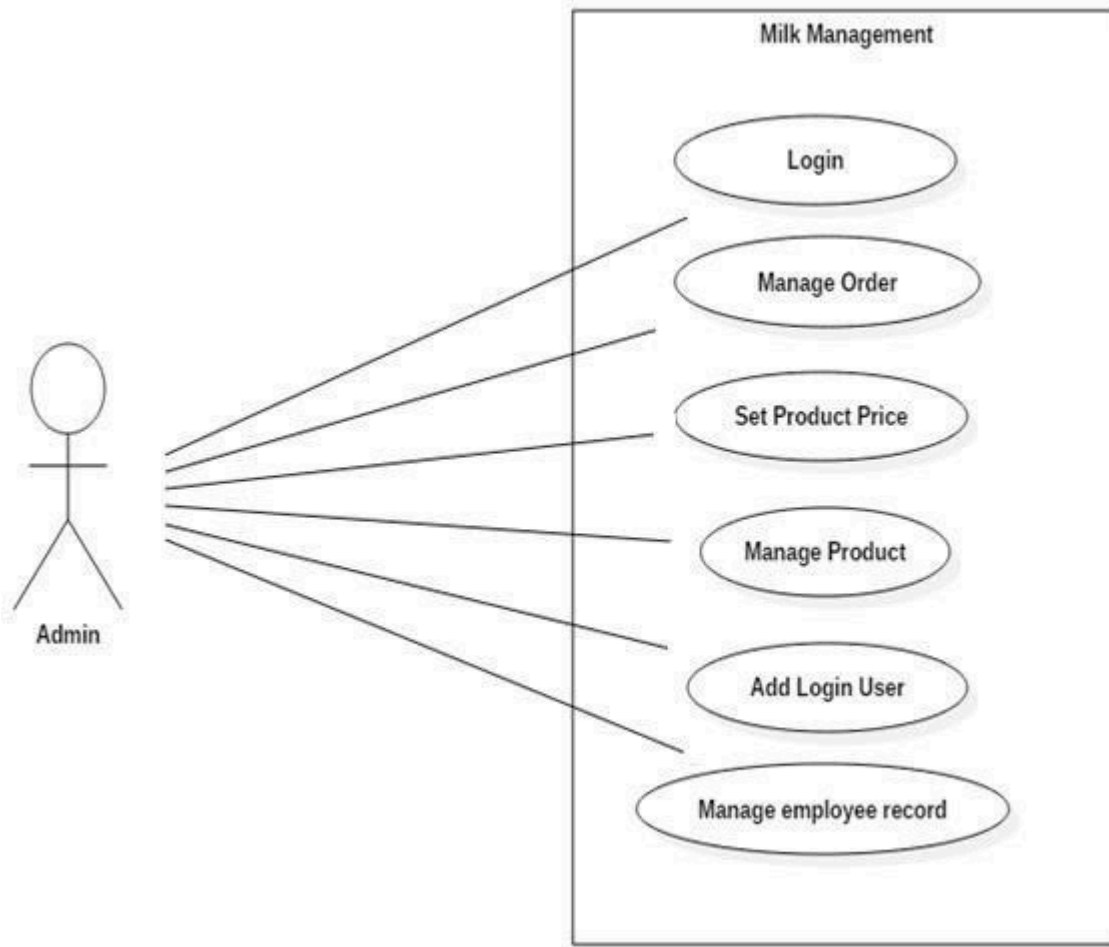 Milk Management
Login
Manage Order
Set Product Price
Manage Product
Add Login User
Manage employee record
Admin